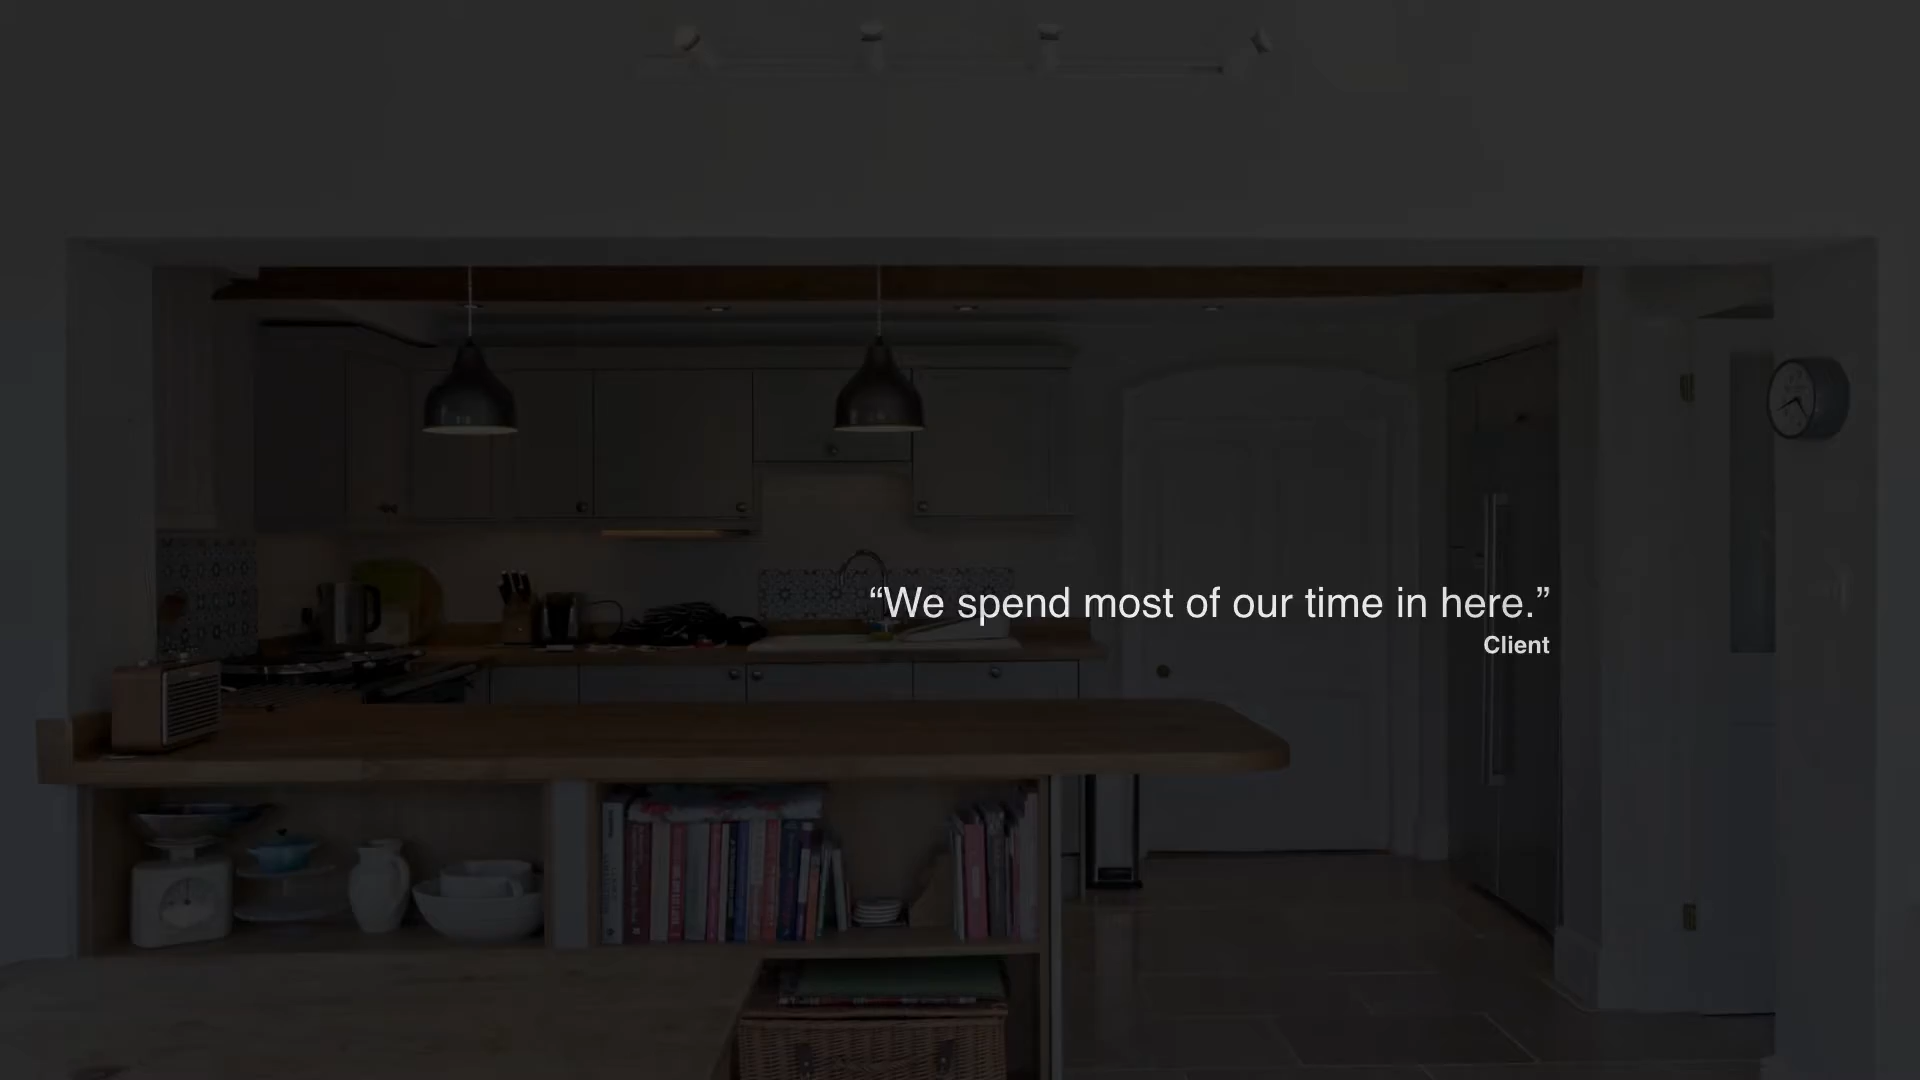 “We spend most of our time in here.”
Client